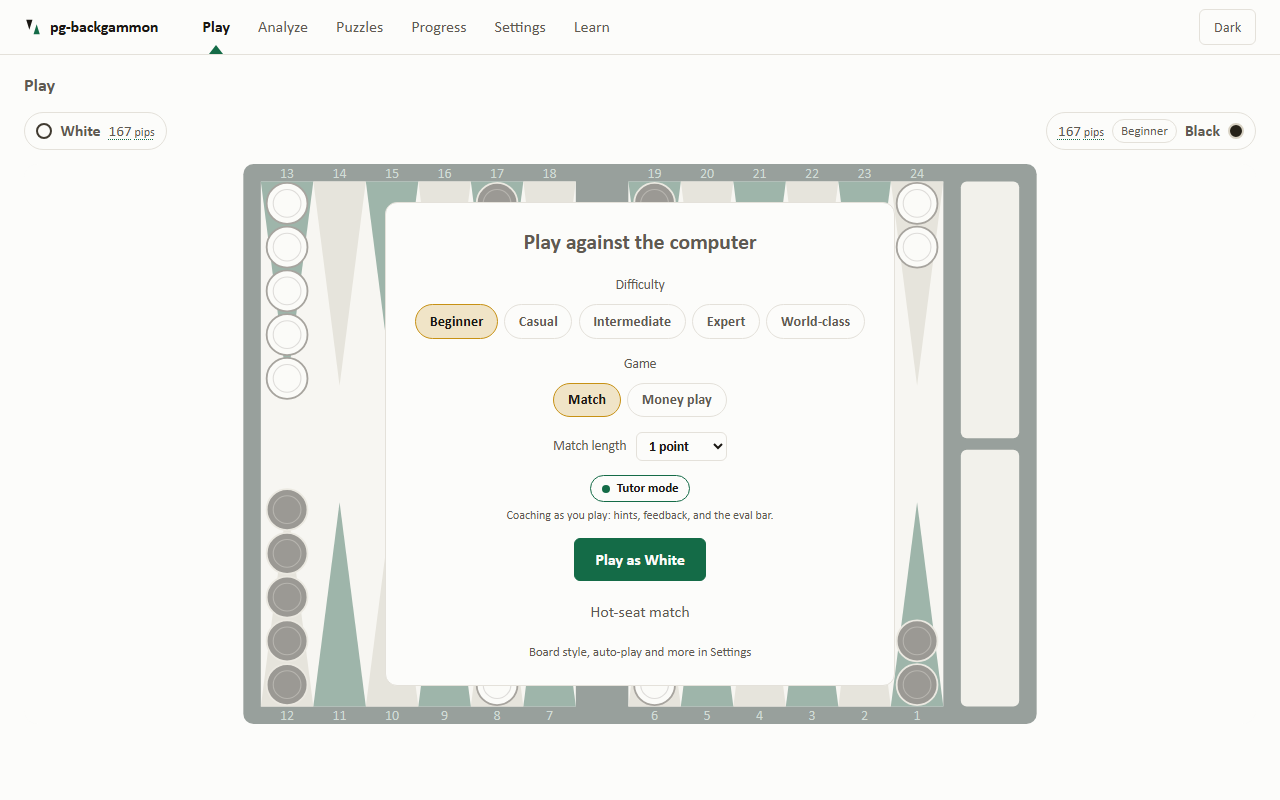 pg-backgammon Play Analyze Puzzles Progress Settings Learn Dark
Play
White 167 pips
167 pips Beginner Black
13 14 15 16 17 18 19 20 21 22 23 24
Play against the computer
Difficulty
Beginner Casual Intermediate Expert World-class
Game
Match Money play
Match length 1 point
Tutor mode
Coaching as you play: hints, feedback, and the eval bar.
Play as White
Hot-seat match
Board style, auto-play and more in Settings
12 11 10 9 8 7 6 5 4 3 2 1